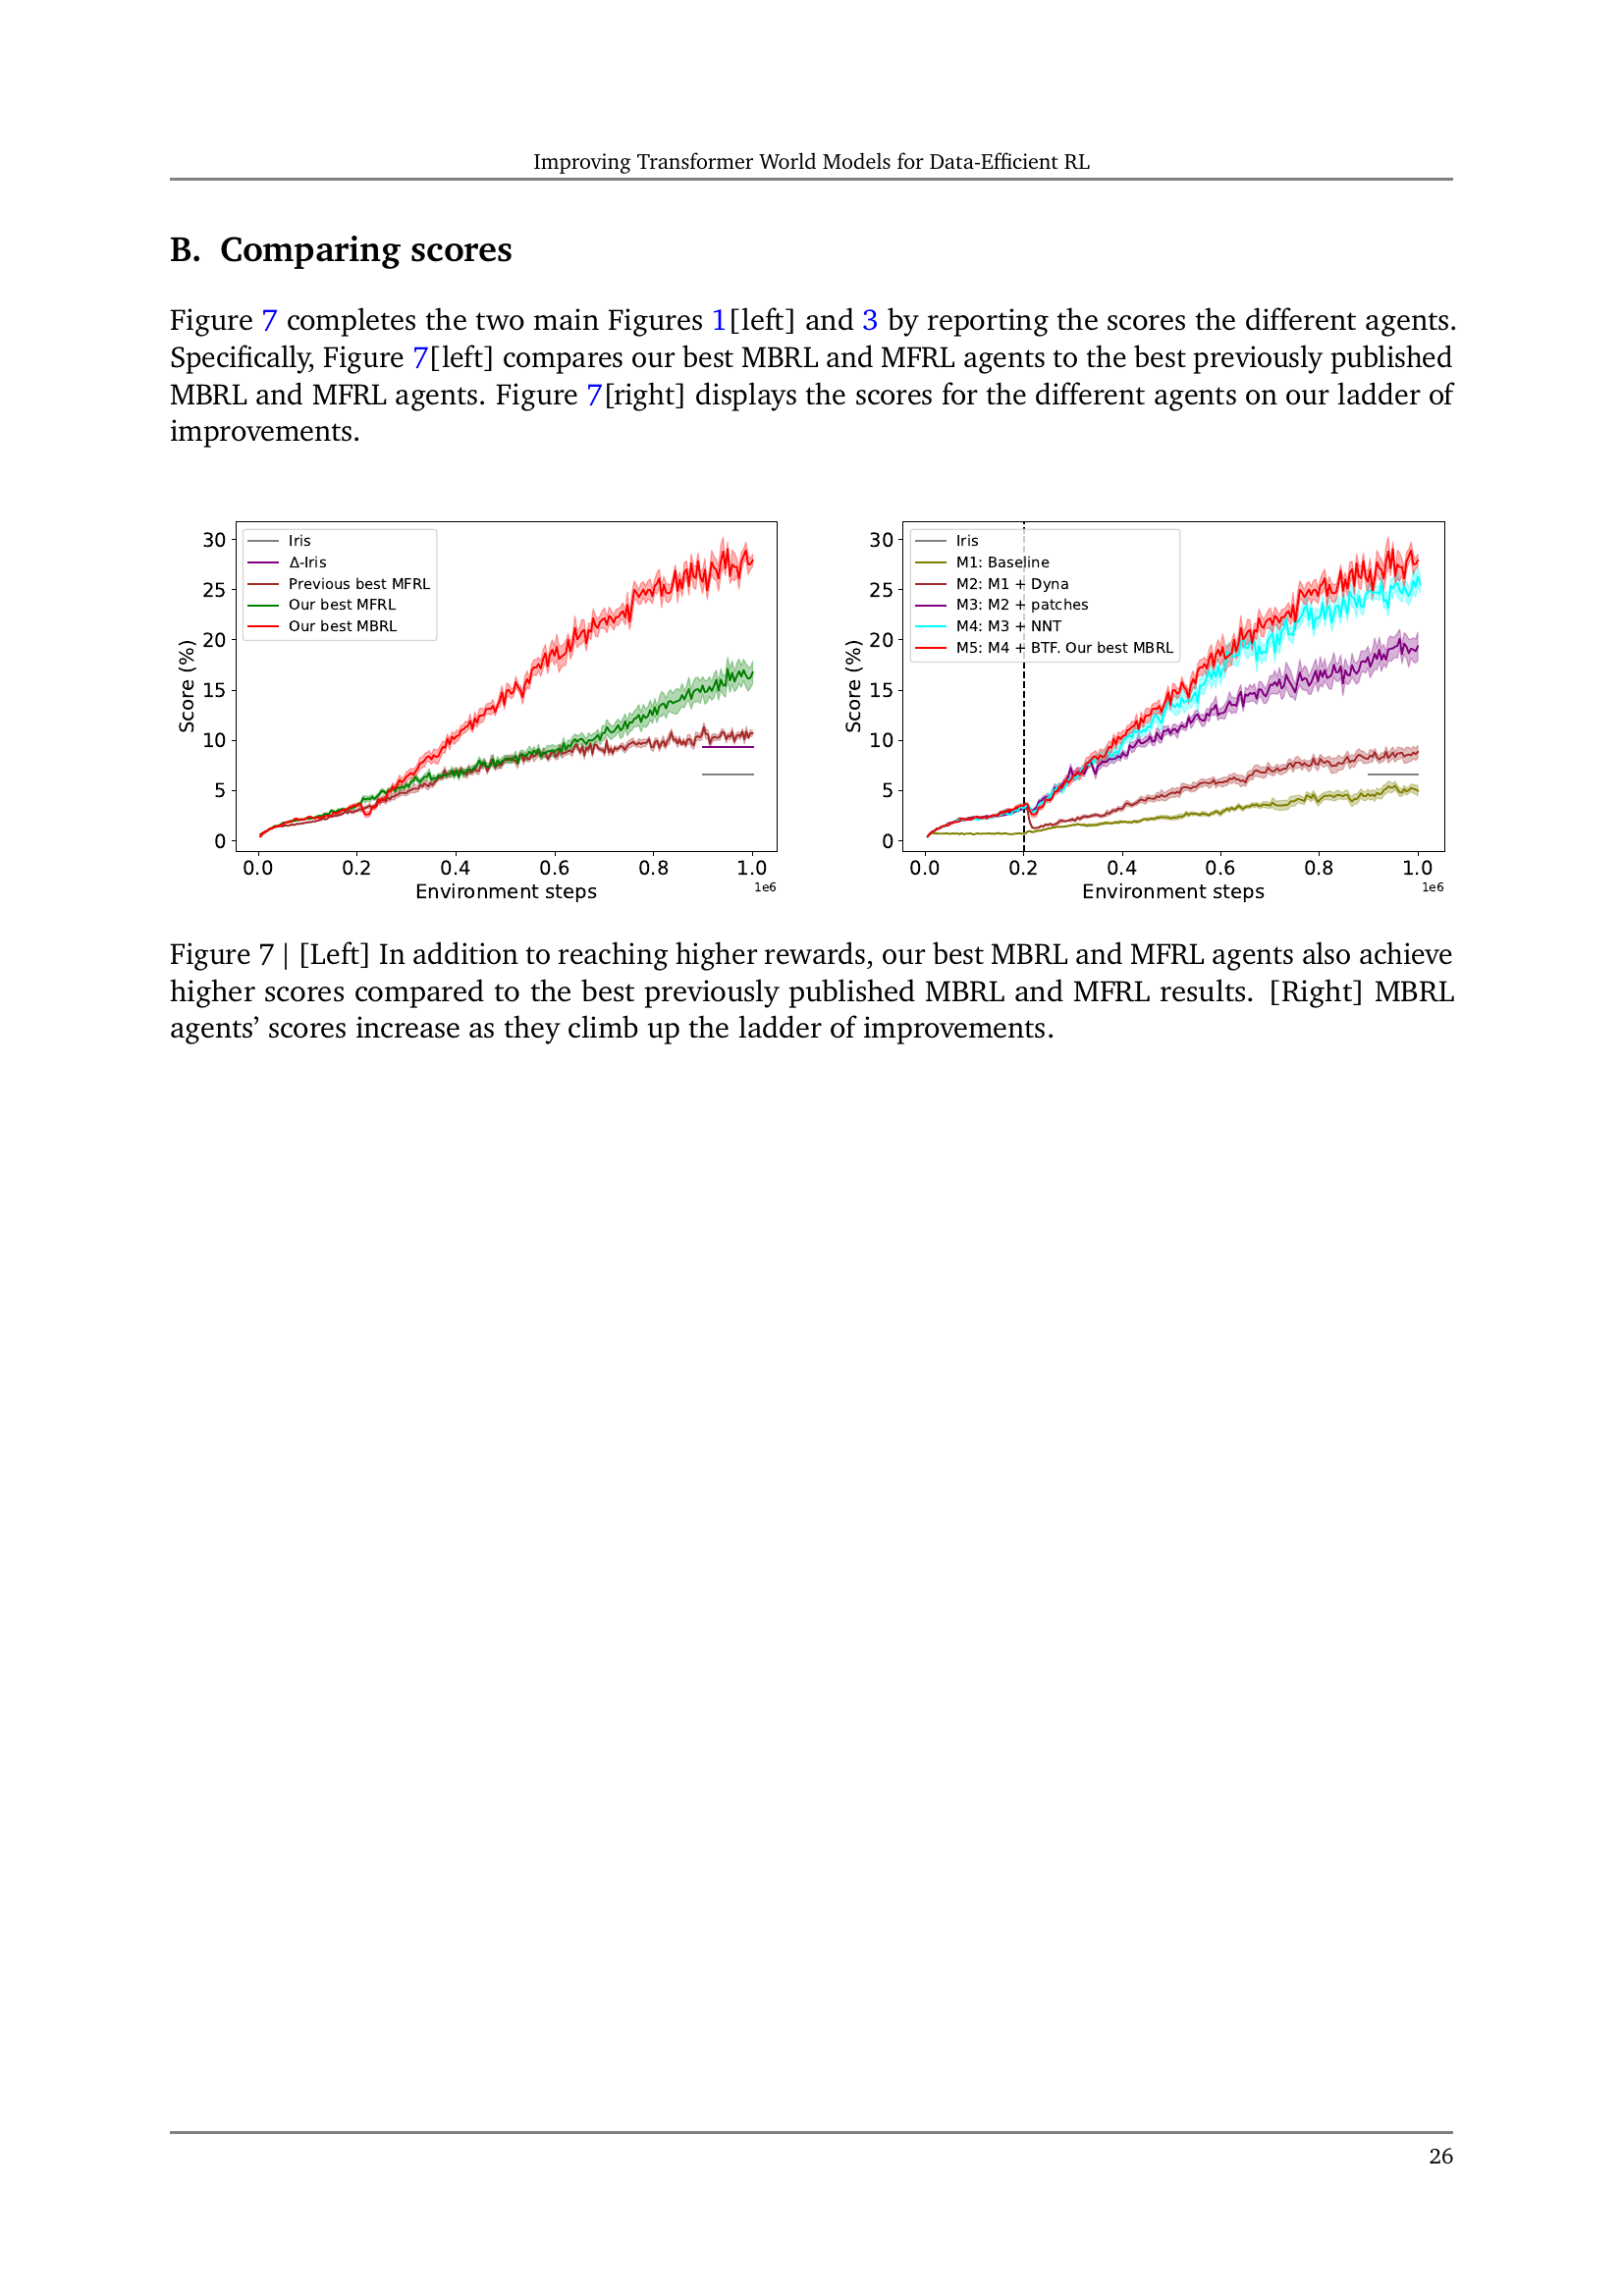 Improving Transformer World Models for Data-Efficient RL
B. Comparing scores
Figure 7 completes the two main Figures 1[left] and 3 by reporting the scores the different agents.
Specifically, Figure 7[left] compares our best MBRL and MFRL agents to the best previously published
MBRL and MFRL agents. Figure 7[right] displays the scores for the different agents on our ladder of
improvements.
Score (%)
30
25
20
15
10
5
0
Iris
Δ-Iris
Previous best MFRL
Our best MFRL
Our best MBRL
0.0 0.2 0.4 0.6 0.8 1.0
1e6
Environment steps
Score (%)
30
25
20
15
10
5
0
Iris
M1: Baseline
M2: M1 + Dyna
M3: M2 + patches
M4: M3 + NNT
M5: M4 + BTF. Our best MBRL
0.0 0.2 0.4 0.6 0.8 1.0
1e6
Environment steps
Figure 7 | [Left] In addition to reaching higher rewards, our best MBRL and MFRL agents also achieve
higher scores compared to the best previously published MBRL and MFRL results. [Right] MBRL
agents’ scores increase as they climb up the ladder of improvements.
26